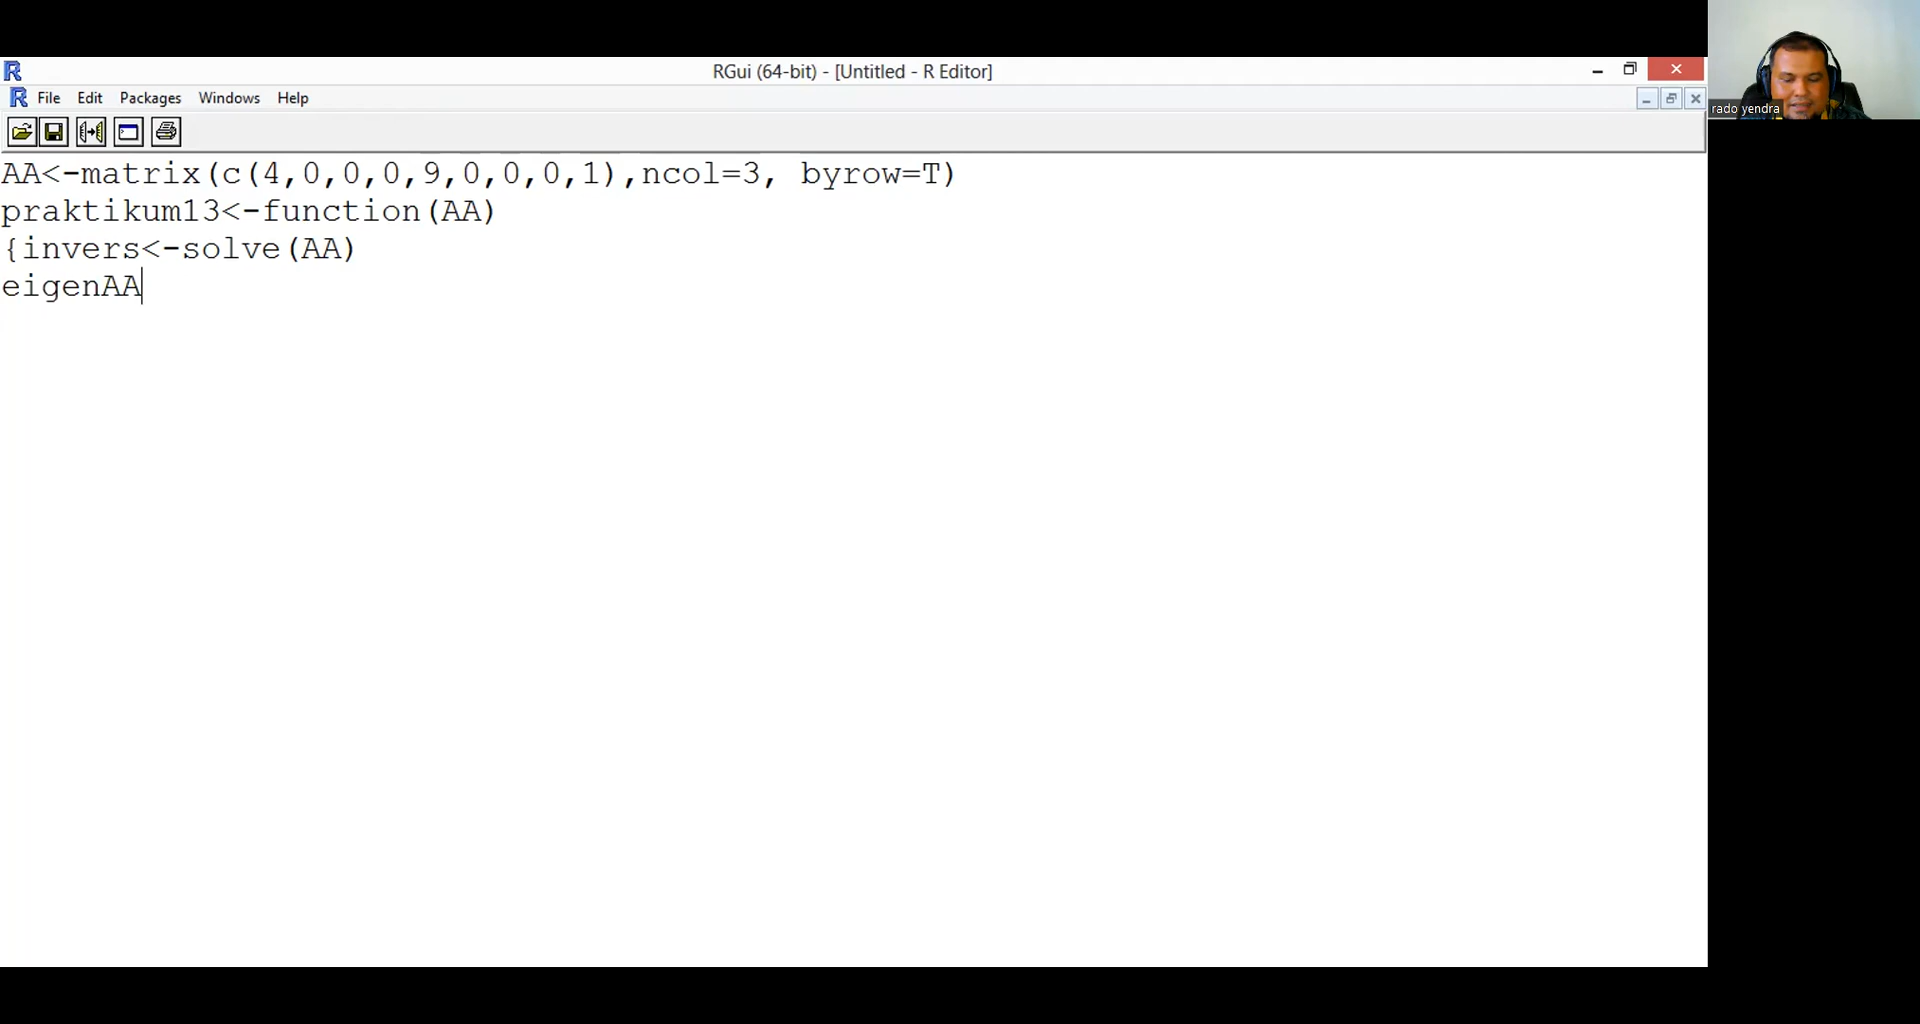 RGui (64-bit) - [Untitled - R Editor]
File Edit Packages Windows Help
rado yendra
AA<-matrix(c(4,0,0,0,9,0,0,0,1),ncol=3, byrow=T)
praktikum13<-function(AA)
{invers<-solve(AA)
eigenAA